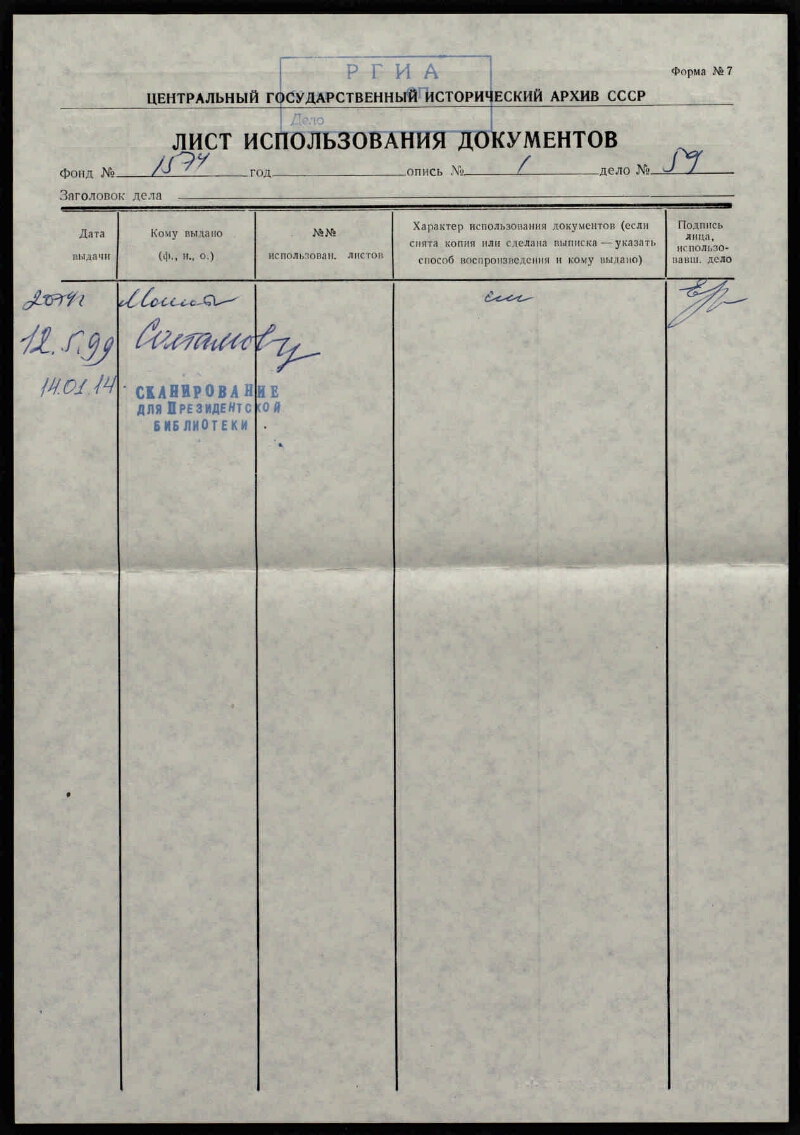 РГИА
Форма № 7
ЦЕНТРАЛЬНЫЙ ГОСУДАРСТВЕННЫЙ ИСТОРИЧЕСКИЙ АРХИВ СССР
Дело
ЛИСТ ИСПОЛЬЗОВАНИЯ ДОКУМЕНТОВ
Фонд № 1574 год опись № 1 дело № 59
Заголовок дела
Дата выдачи
Кому выдано (ф., и., о.)
№№ использован. листов
Характер использования документов (если
снята копия или сделана выписка — указать
способ воспроизведения и кому выдано)
Подпись
лица,
использо-
вавш. дело
12.5.99
14.01.14
СКАНИРОВАНИЕ
ДЛЯ ПРЕЗИДЕНТСКОЙ
БИБЛИОТЕКИ